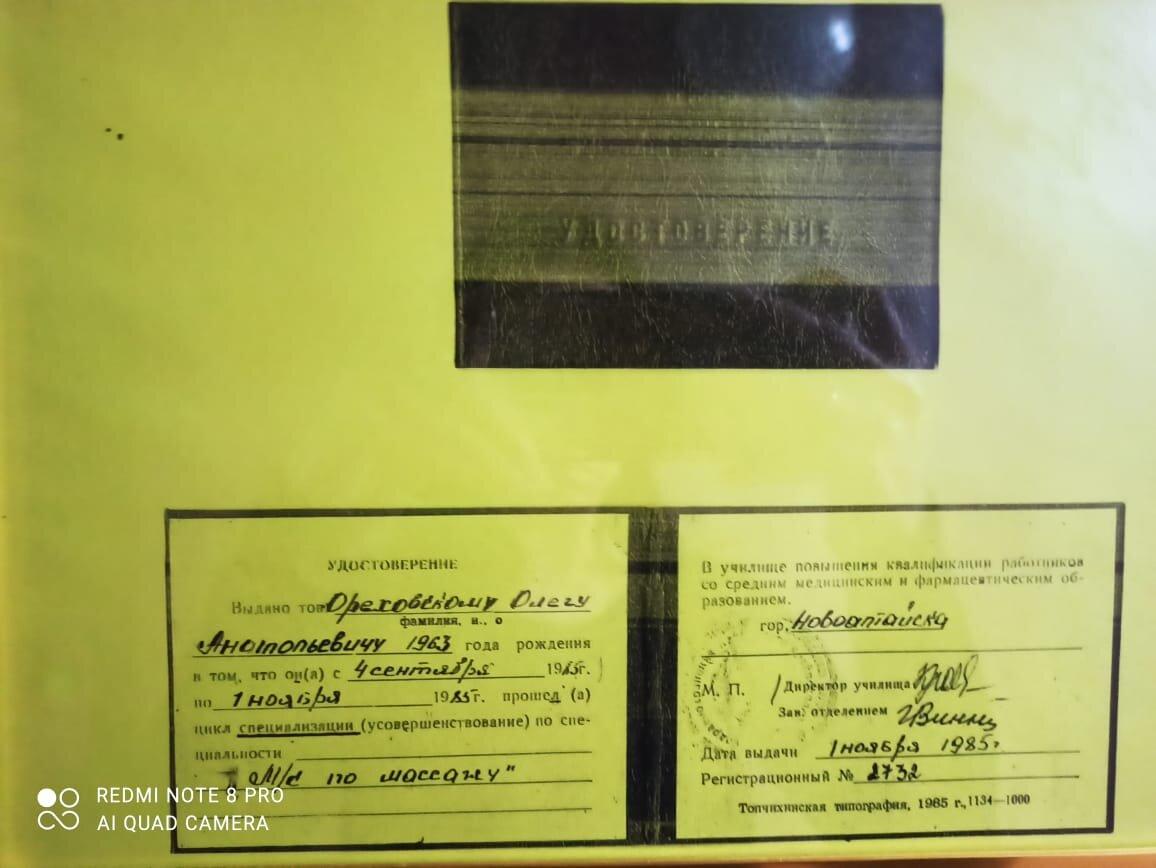 УДОСТОВЕРЕНИЕ
УДОСТОВЕРЕНИЕ
Выдано тов. Ореховскому Олегу
фамилия, и., о
Анатольевичу 1963 года рождения
в том, что он(а) с 4 сентября 1985г.
по 1 ноября 1985г. прошел (а)
цикл специализации (усовершенствование) по спе-
циальности
"М/с по массажу"
В училище повышения квалификации работников
со средним медицинским и фармацевтическим об-
разованием.
гор. Новоалтайска
М. П. Директор училища
Зав. отделением
Дата выдачи 1 ноября 1985г.
Регистрационный № 2732
Топчихинская типография, 1985 г., 1134—1000
REDMI NOTE 8 PRO
AI QUAD CAMERA